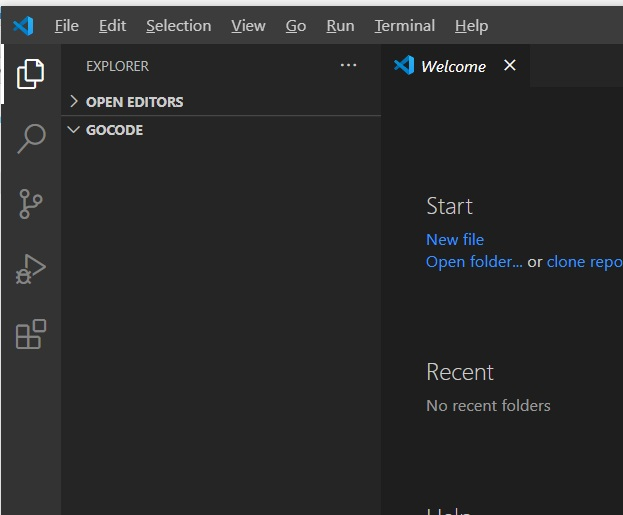 File Edit Selection View Go Run Terminal Help
EXPLORER
OPEN EDITORS
GOCODE
Welcome
Start
New file
Open folder... or clone repo
Recent
No recent folders
Help